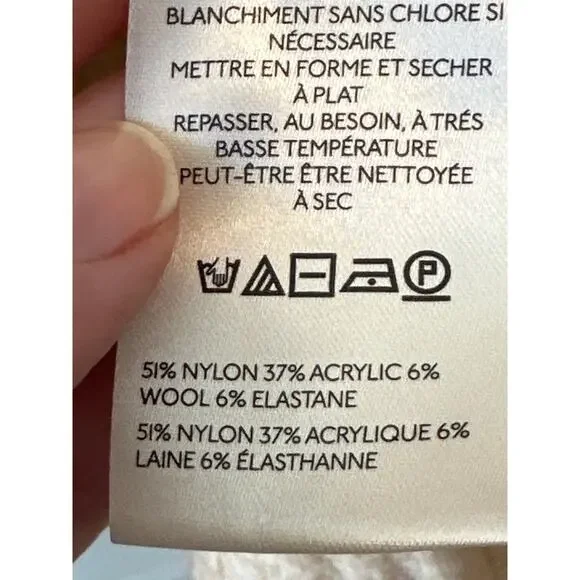 BLANCHIMENT SANS CHLORE SI
NÉCESSAIRE
METTRE EN FORME ET SECHER
À PLAT
REPASSER, AU BESOIN, À TRÉS
BASSE TEMPÉRATURE
PEUT-ÊTRE ÊTRE NETTOYÉE
À SEC
P
51% NYLON 37% ACRYLIC 6%
WOOL 6% ELASTANE
51% NYLON 37% ACRYLIQUE 6%
LAINE 6% ÉLASTHANNE